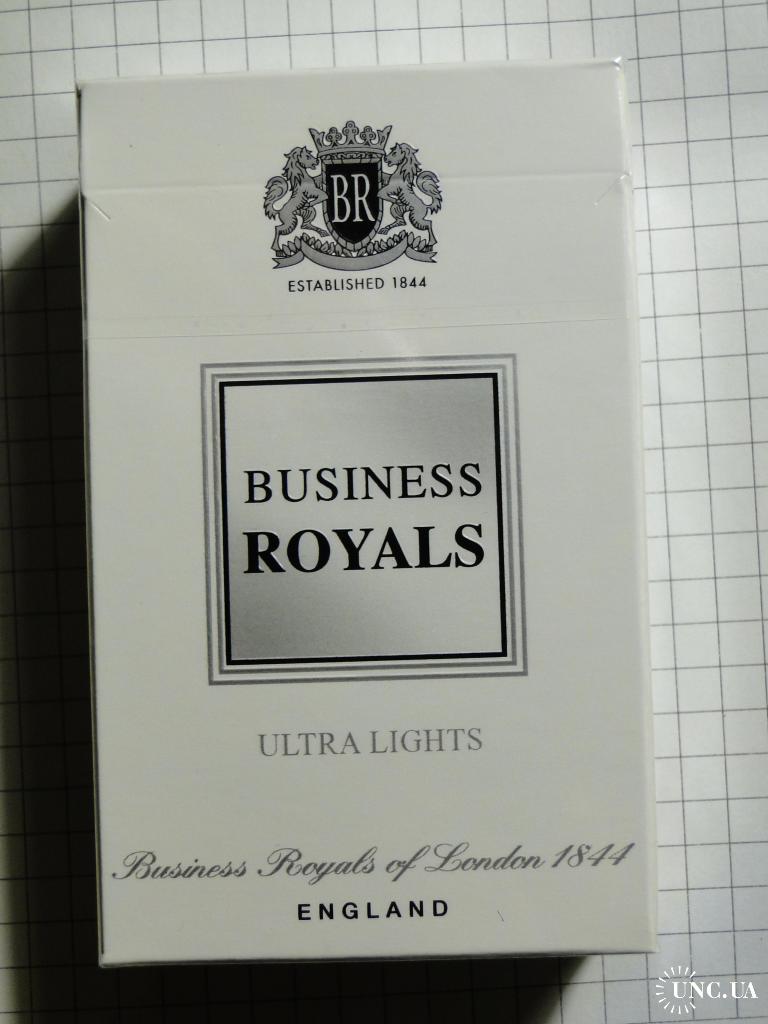 BR
ESTABLISHED 1844
BUSINESS
ROYALS
ULTRA LIGHTS
Business Royals of London 1844
ENGLAND
UNC.UA